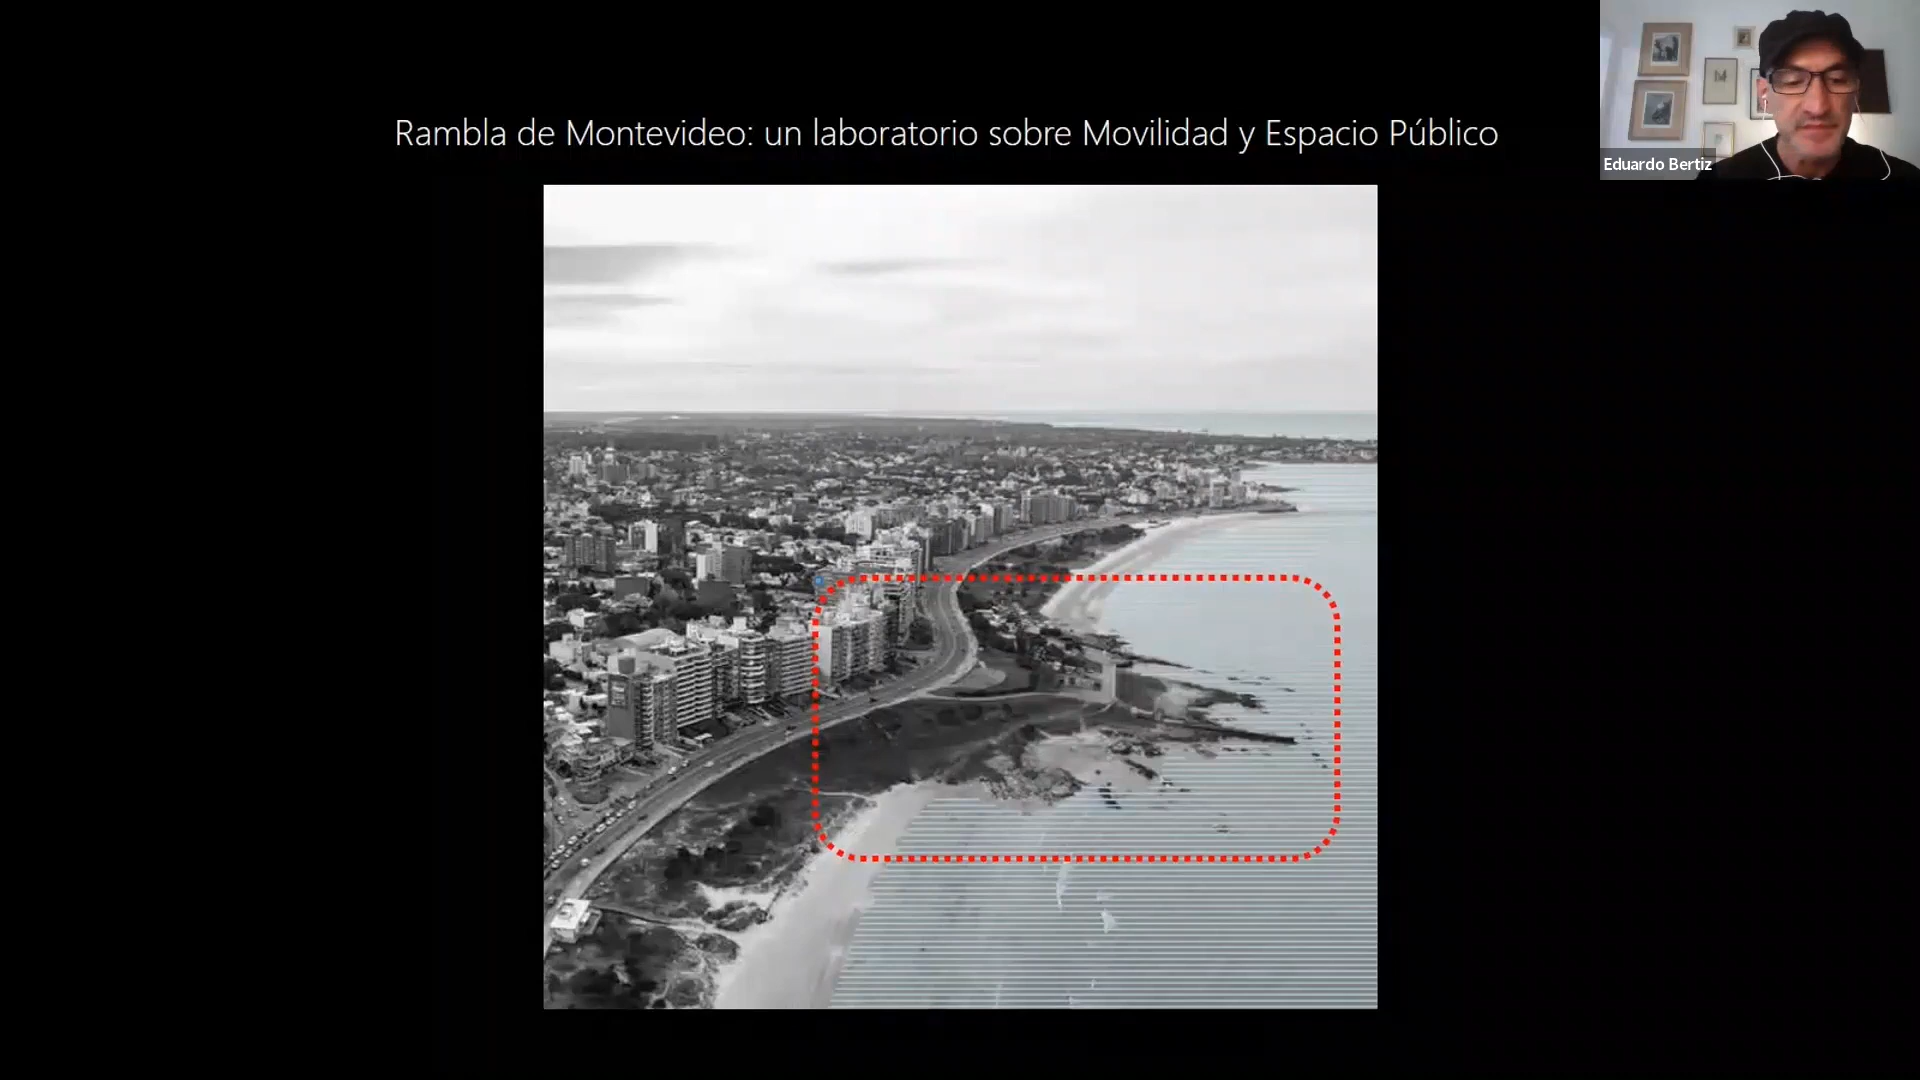 Rambla de Montevideo: un laboratorio sobre Movilidad y Espacio Público
Eduardo Bertiz